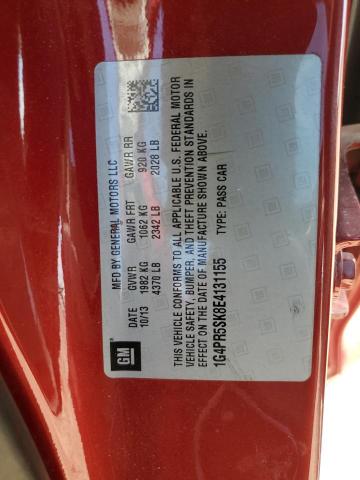 MFD BY GENERAL MOTORS LLC
DATE GVWR GAWR FRT GAWR RR
10/13 1982 KG 1062 KG 920 KG
4370 LB 2342 LB 2028 LB
THIS VEHICLE CONFORMS TO ALL APPLICABLE U.S. FEDERAL MOTOR
VEHICLE SAFETY, BUMPER, AND THEFT PREVENTION STANDARDS IN
EFFECT ON THE DATE OF MANUFACTURE SHOWN ABOVE.
1G4PR5SK8E4131155 TYPE: PASS CAR
GM